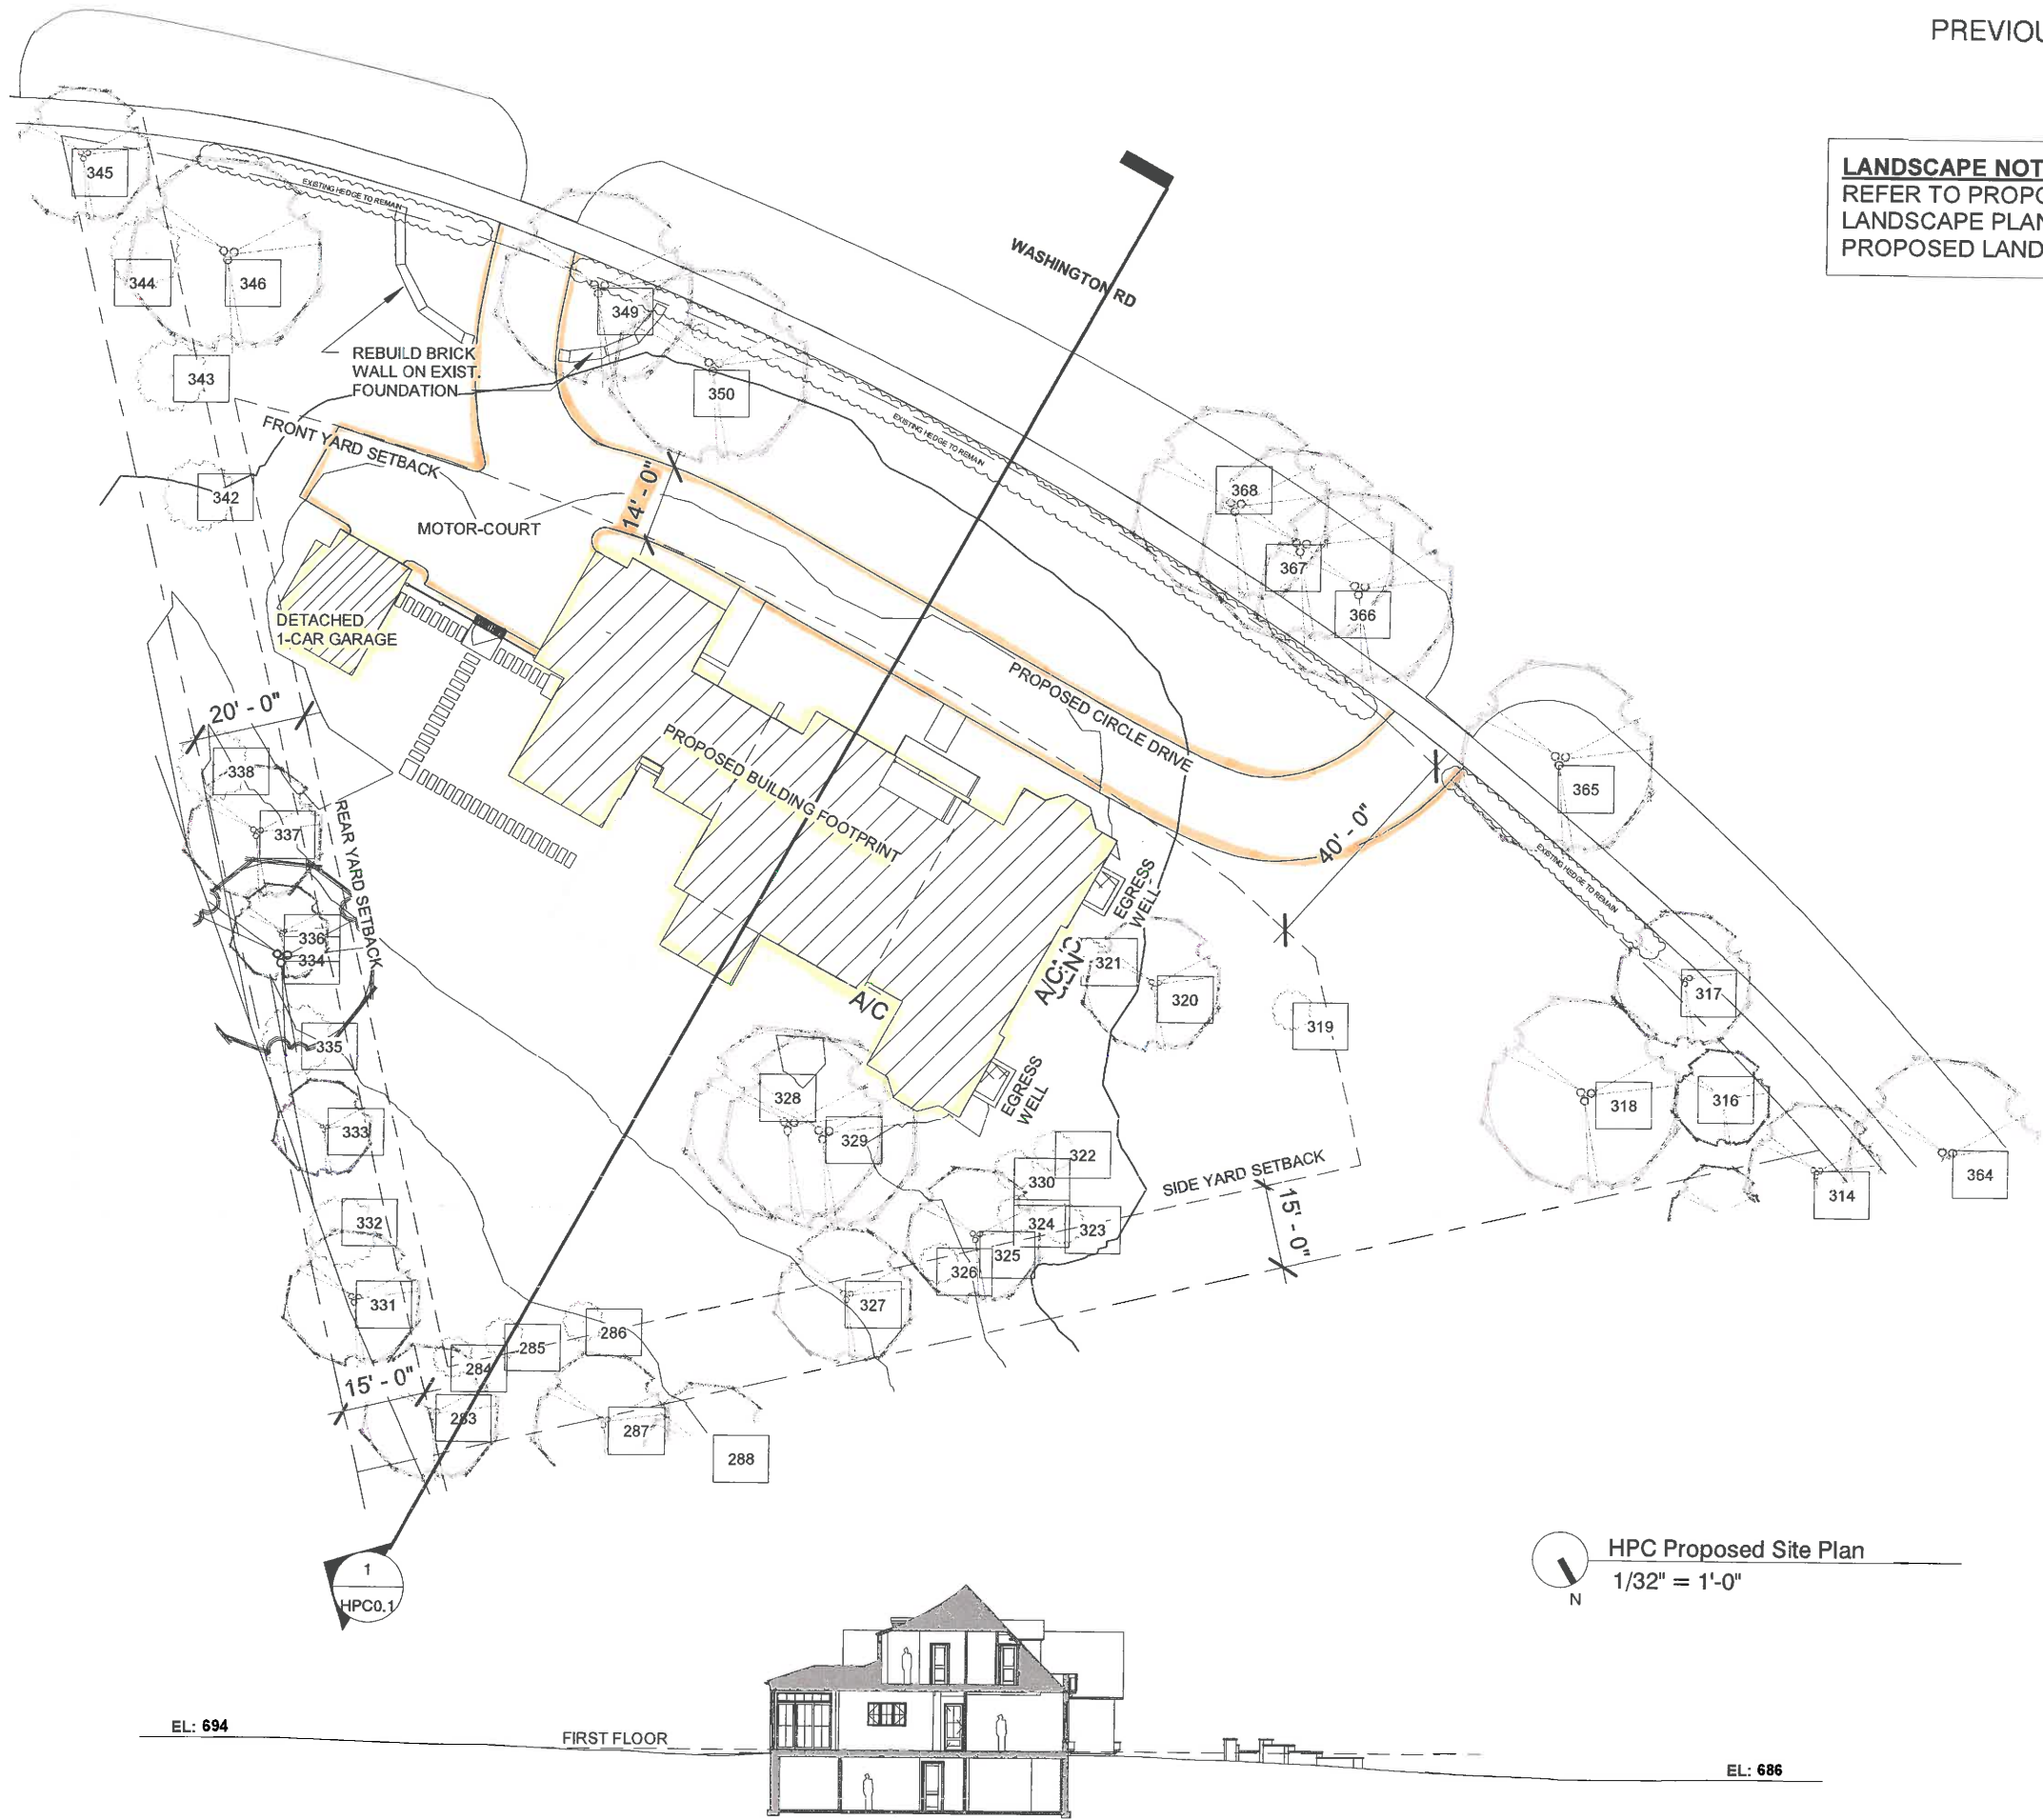 PREVIOU
LANDSCAPE NOT
REFER TO PROPO
LANDSCAPE PLAN
PROPOSED LAND
345
EXISTING HEDGE TO REMAIN
344
346
349
WASHINGTON RD
REBUILD BRICK
WALL ON EXIST.
FOUNDATION
343
350
EXISTING HEDGE TO REMAIN
FRONT YARD SETBACK
342
MOTOR-COURT
14' - 0"
368
367
366
DETACHED
1-CAR GARAGE
PROPOSED CIRCLE DRIVE
20' - 0"
338
337
REAR YARD SETBACK
PROPOSED BUILDING FOOTPRINT
365
40' - 0"
EXISTING HEDGE TO REMAIN
EGRESS
WELL
336
334
335
A/C
A/C
321
320
319
317
318
316
314
364
328
329
EGRESS
WELL
333
322
330
324
323
325
326
SIDE YARD SETBACK
15' - 0"
332
331
327
286
285
284
15' - 0"
283
287
288
1
HPC0.1
HPC Proposed Site Plan
1/32" = 1'-0"
N
EL: 694
FIRST FLOOR
EL: 686